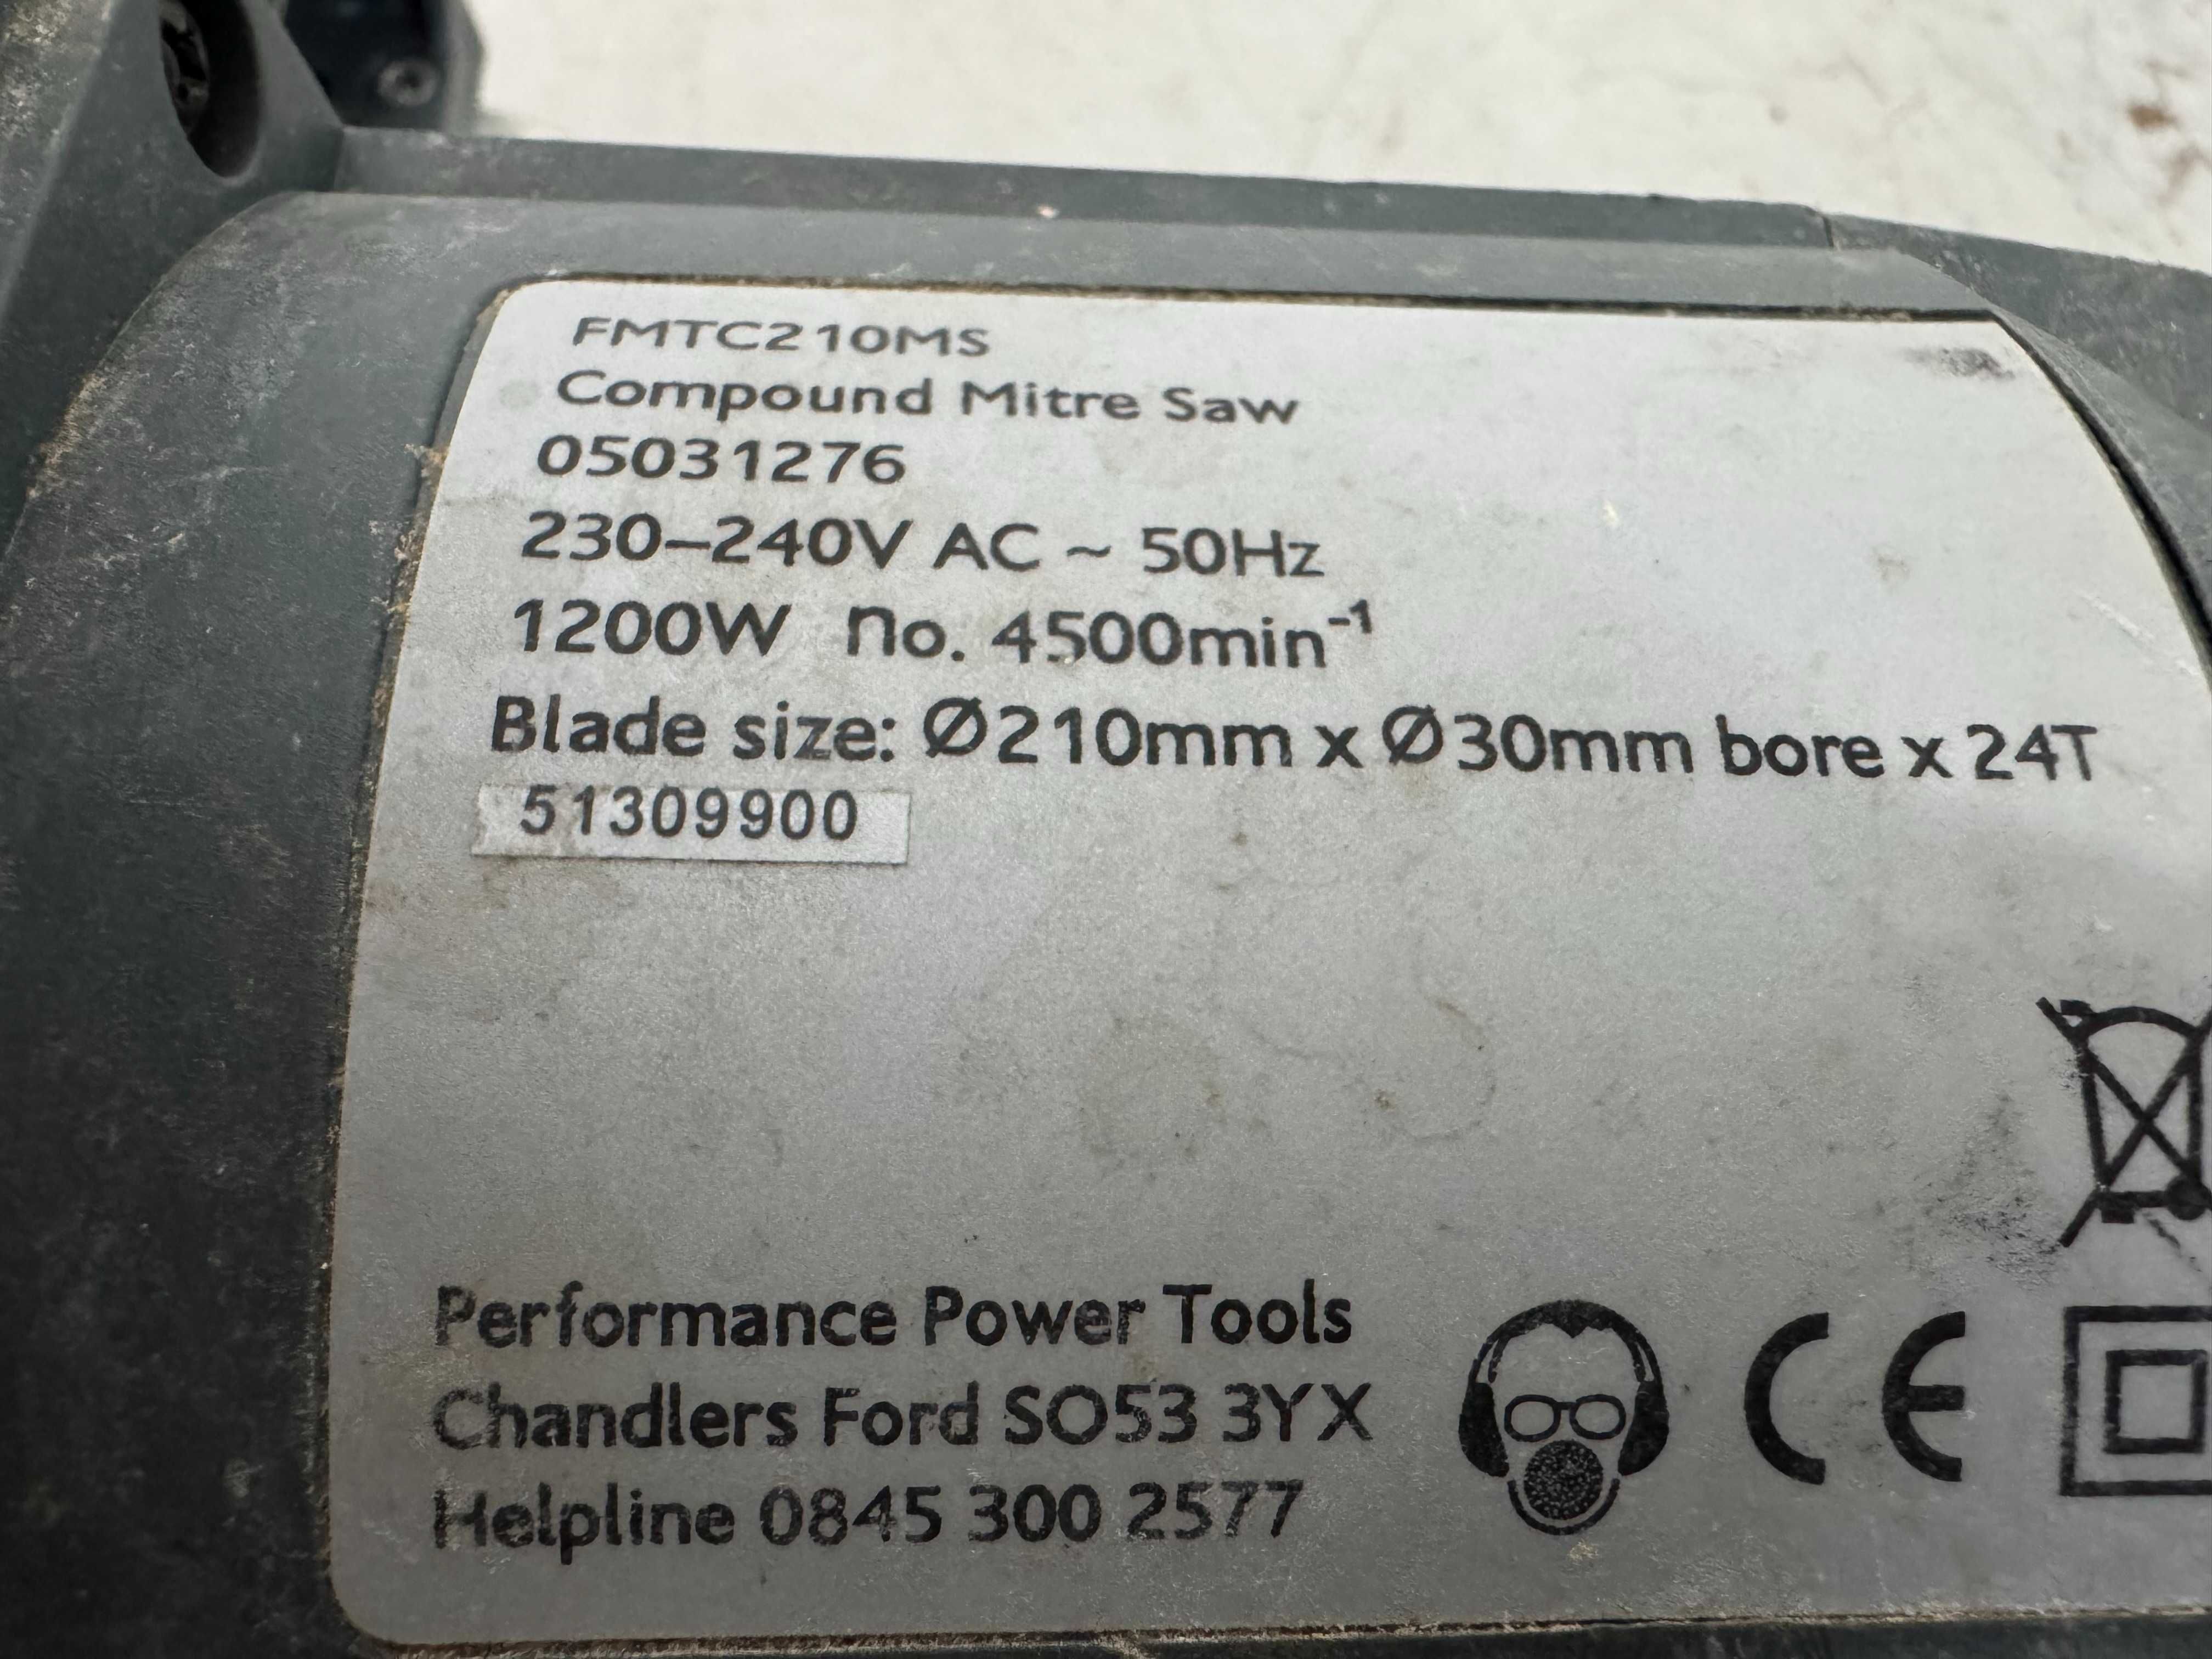 FMTC210MS
Compound Mitre Saw
05031276
230–240V AC ~ 50Hz
1200W no. 4500min⁻¹
Blade size: Ø210mm x Ø30mm bore x 24T
51309900
Performance Power Tools
Chandlers Ford SO53 3YX
Helpline 0845 300 2577
CE